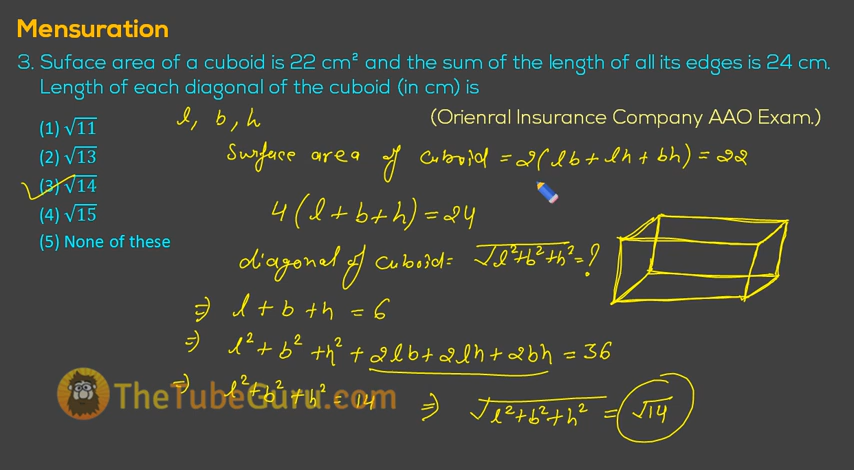 Mensuration
3. Suface area of a cuboid is 22 cm² and the sum of the length of all its edges is 24 cm.
Length of each diagonal of the cuboid (in cm) is
(Orienral Insurance Company AAO Exam.)
(1) √11
(2) √13
(3) √14
(4) √15
(5) None of these
l, b, h
Surface area of cuboid = 2(lb + lh + bh) = 22
4(l + b + h) = 24
diagonal of cuboid = √l²+b²+h² = ?
⇒ l + b + h = 6
⇒ l² + b² + h² + 2lb + 2lh + 2bh = 36
⇒ l² + b² + h² = 14 ⇒ √l²+b²+h² = √14
TheTubeGuru.com